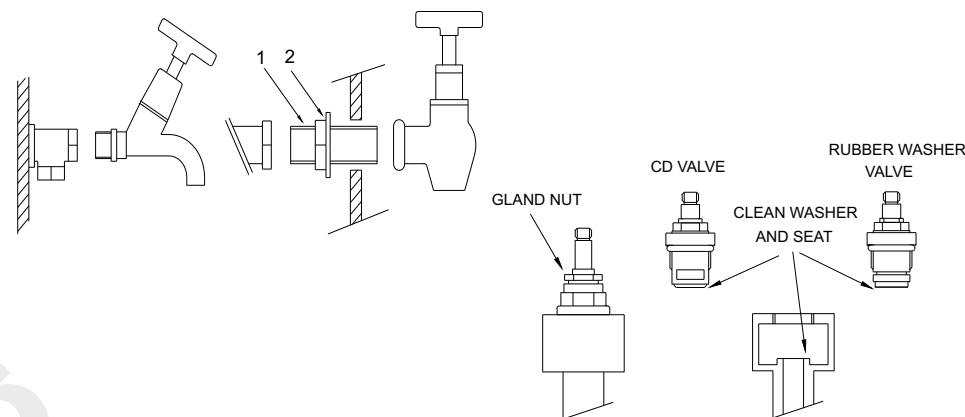 1 2
RUBBER WASHER
VALVE
CD VALVE
GLAND NUT
CLEAN WASHER
AND SEAT